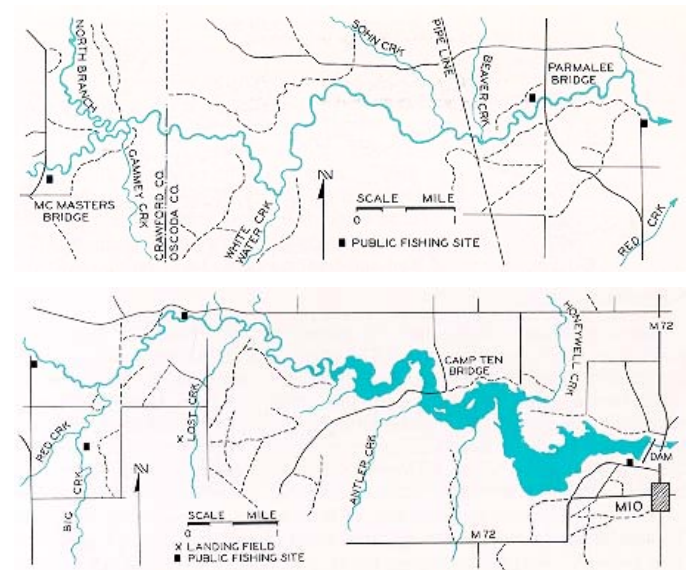 NORTH BRANCH
SOHN CRK
PIPE LINE
BEAVER CRK
PARMALEE
BRIDGE
GAMMEY CRK
CRAWFORD CO.
OSCODA CO.
MC MASTERS
BRIDGE
WHITE
WATER CRK
N
SCALE MILE
0 1
PUBLIC FISHING SITE
RED CRK
HONEYWELL CRK
M 72
CAMP TEN
BRIDGE
LOST CRK
X
RED CRK
BIG CRK
N
ANTLER CRK
DAM
MIO
SCALE MILE
0 1
X LANDING FIELD
PUBLIC FISHING SITE
M 72